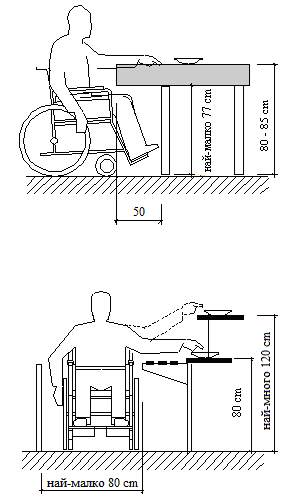 най-малко 77 cm
80 - 85 cm
50
най-много 120 cm
80 cm
най-малко 80 cm